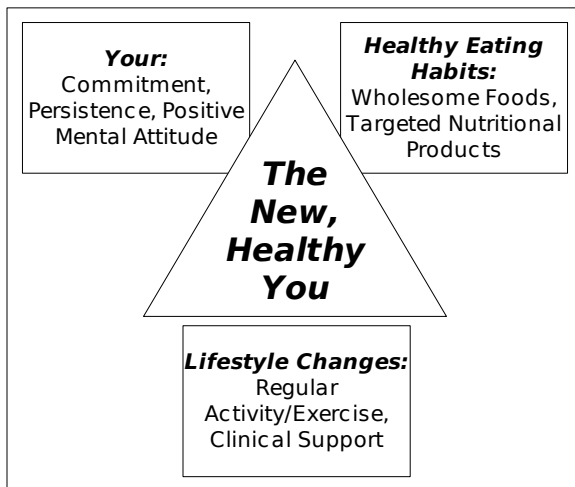 Your:
Commitment,
Persistence, Positive
Mental Attitude
Healthy Eating
Habits:
Wholesome Foods,
Targeted Nutritional
Products
The
New,
Healthy
You
Lifestyle Changes:
Regular
Activity/Exercise,
Clinical Support